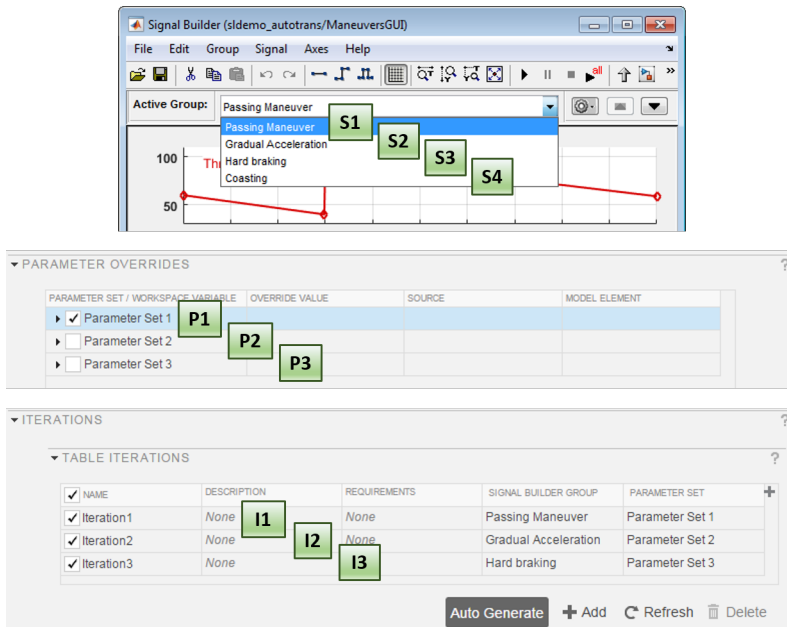 Signal Builder (sldemo_autotrans/ManeuversGUI)
File Edit Group Signal Axes Help
all
Active Group: Passing Maneuver
Passing Maneuver S1
Gradual Acceleration S2
Hard braking S3
Coasting S4
100
50
PARAMETER OVERRIDES ?
PARAMETER SET / WORKSPACE VARIABLE OVERRIDE VALUE SOURCE MODEL ELEMENT
Parameter Set 1 P1
Parameter Set 2 P2
Parameter Set 3 P3
ITERATIONS ?
TABLE ITERATIONS ?
NAME DESCRIPTION REQUIREMENTS SIGNAL BUILDER GROUP PARAMETER SET
Iteration1 None I1 None Passing Maneuver Parameter Set 1
Iteration2 None I2 None Gradual Acceleration Parameter Set 2
Iteration3 None I3 Hard braking Parameter Set 3
Auto Generate Add Refresh Delete